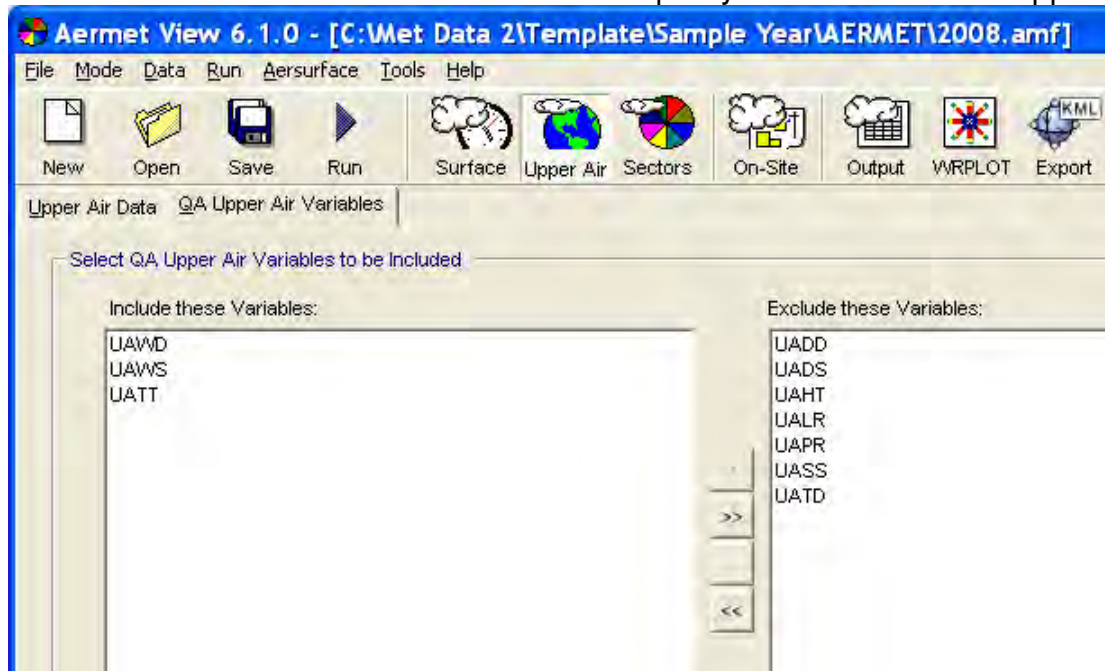 Aermet View 6.1.0 - [C:\Met Data 2\Template\Sample Year\AERMET\2008.amf]
File Mode Data Run Aersurface Tools Help
KML
New Open Save Run Surface Upper Air Sectors On-Site Output WRPLOT Export
Upper Air Data QA Upper Air Variables
Select QA Upper Air Variables to be Included
Include these Variables:
UAWD
UAWS
UATT
>>
<<
Exclude these Variables:
UADD
UADS
UAHT
UALR
UAPR
UASS
UATD